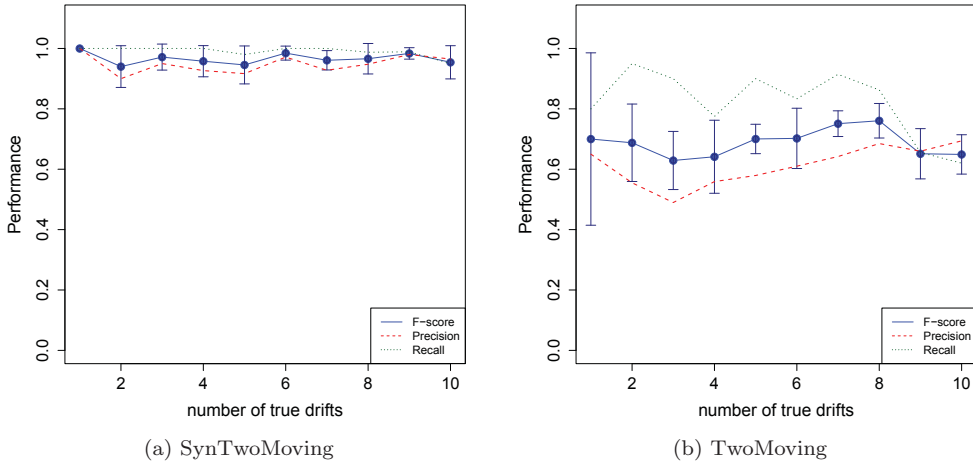 Performance
1.0
0.8
0.6
0.4
0.2
0.0
F−score
Precision
Recall
2 4 6 8 10
number of true drifts
(a) SynTwoMoving
Performance
1.0
0.8
0.6
0.4
0.2
0.0
F−score
Precision
Recall
2 4 6 8 10
number of true drifts
(b) TwoMoving